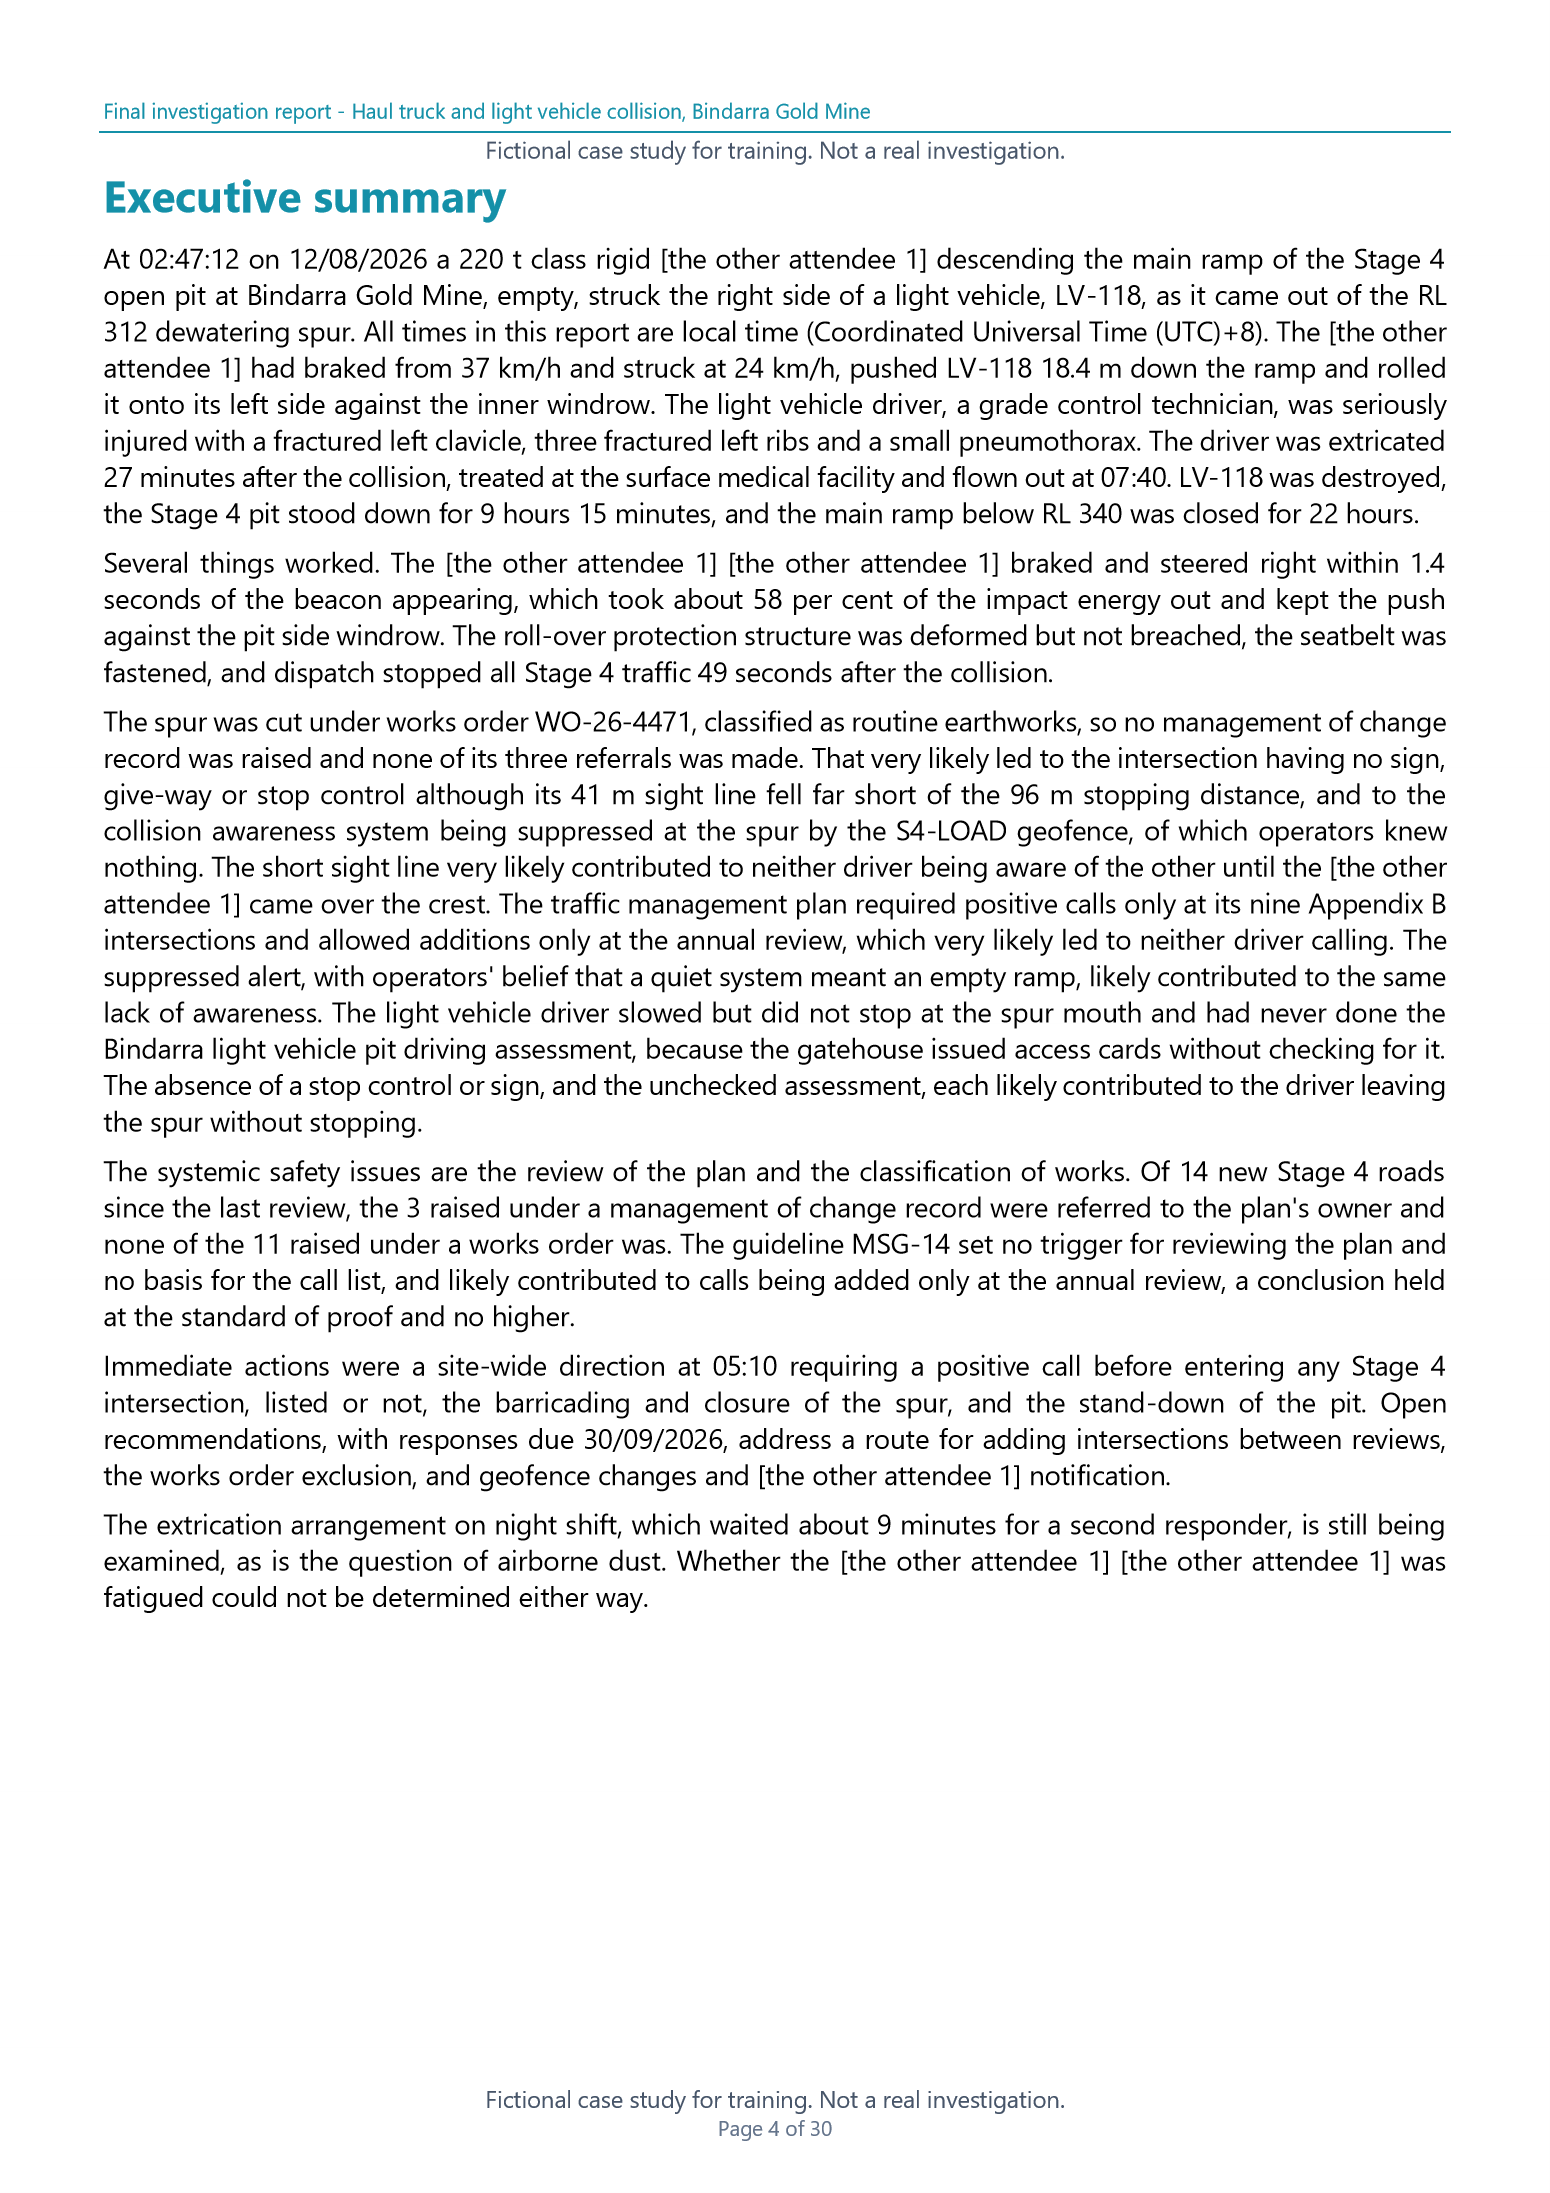 Final investigation report - Haul truck and light vehicle collision, Bindarra Gold Mine
Fictional case study for training. Not a real investigation.
Executive summary
At 02:47:12 on 12/08/2026 a 220 t class rigid [the other attendee 1] descending the main ramp of the Stage 4
open pit at Bindarra Gold Mine, empty, struck the right side of a light vehicle, LV-118, as it came out of the RL
312 dewatering spur. All times in this report are local time (Coordinated Universal Time (UTC)+8). The [the other
attendee 1] had braked from 37 km/h and struck at 24 km/h, pushed LV-118 18.4 m down the ramp and rolled
it onto its left side against the inner windrow. The light vehicle driver, a grade control technician, was seriously
injured with a fractured left clavicle, three fractured left ribs and a small pneumothorax. The driver was extricated
27 minutes after the collision, treated at the surface medical facility and flown out at 07:40. LV-118 was destroyed,
the Stage 4 pit stood down for 9 hours 15 minutes, and the main ramp below RL 340 was closed for 22 hours.
Several things worked. The [the other attendee 1] [the other attendee 1] braked and steered right within 1.4
seconds of the beacon appearing, which took about 58 per cent of the impact energy out and kept the push
against the pit side windrow. The roll-over protection structure was deformed but not breached, the seatbelt was
fastened, and dispatch stopped all Stage 4 traffic 49 seconds after the collision.
The spur was cut under works order WO-26-4471, classified as routine earthworks, so no management of change
record was raised and none of its three referrals was made. That very likely led to the intersection having no sign,
give-way or stop control although its 41 m sight line fell far short of the 96 m stopping distance, and to the
collision awareness system being suppressed at the spur by the S4-LOAD geofence, of which operators knew
nothing. The short sight line very likely contributed to neither driver being aware of the other until the [the other
attendee 1] came over the crest. The traffic management plan required positive calls only at its nine Appendix B
intersections and allowed additions only at the annual review, which very likely led to neither driver calling. The
suppressed alert, with operators' belief that a quiet system meant an empty ramp, likely contributed to the same
lack of awareness. The light vehicle driver slowed but did not stop at the spur mouth and had never done the
Bindarra light vehicle pit driving assessment, because the gatehouse issued access cards without checking for it.
The absence of a stop control or sign, and the unchecked assessment, each likely contributed to the driver leaving
the spur without stopping.
The systemic safety issues are the review of the plan and the classification of works. Of 14 new Stage 4 roads
since the last review, the 3 raised under a management of change record were referred to the plan's owner and
none of the 11 raised under a works order was. The guideline MSG-14 set no trigger for reviewing the plan and
no basis for the call list, and likely contributed to calls being added only at the annual review, a conclusion held
at the standard of proof and no higher.
Immediate actions were a site-wide direction at 05:10 requiring a positive call before entering any Stage 4
intersection, listed or not, the barricading and closure of the spur, and the stand-down of the pit. Open
recommendations, with responses due 30/09/2026, address a route for adding intersections between reviews,
the works order exclusion, and geofence changes and [the other attendee 1] notification.
The extrication arrangement on night shift, which waited about 9 minutes for a second responder, is still being
examined, as is the question of airborne dust. Whether the [the other attendee 1] [the other attendee 1] was
fatigued could not be determined either way.
Fictional case study for training. Not a real investigation.
Page 4 of 30